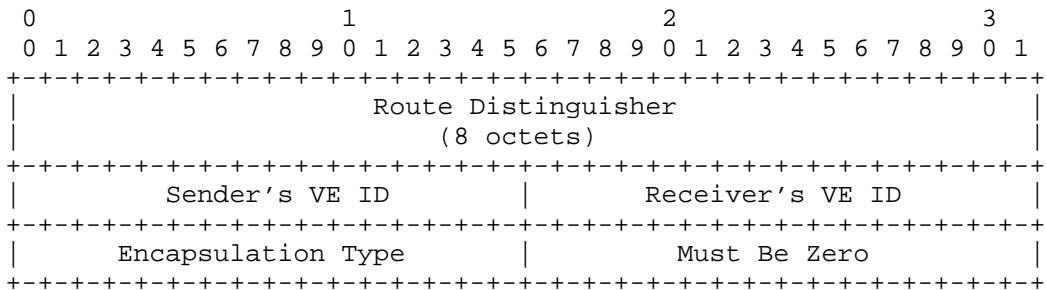 0                   1                   2                   3
 0 1 2 3 4 5 6 7 8 9 0 1 2 3 4 5 6 7 8 9 0 1 2 3 4 5 6 7 8 9 0 1
+-+-+-+-+-+-+-+-+-+-+-+-+-+-+-+-+-+-+-+-+-+-+-+-+-+-+-+-+-+-+-+-+
|                      Route Distinguisher                      |
|                          (8 octets)                           |
+-+-+-+-+-+-+-+-+-+-+-+-+-+-+-+-+-+-+-+-+-+-+-+-+-+-+-+-+-+-+-+-+
|         Sender’s VE ID        |       Receiver’s VE ID        |
+-+-+-+-+-+-+-+-+-+-+-+-+-+-+-+-+-+-+-+-+-+-+-+-+-+-+-+-+-+-+-+-+
|      Encapsulation Type       |         Must Be Zero          |
+-+-+-+-+-+-+-+-+-+-+-+-+-+-+-+-+-+-+-+-+-+-+-+-+-+-+-+-+-+-+-+-+